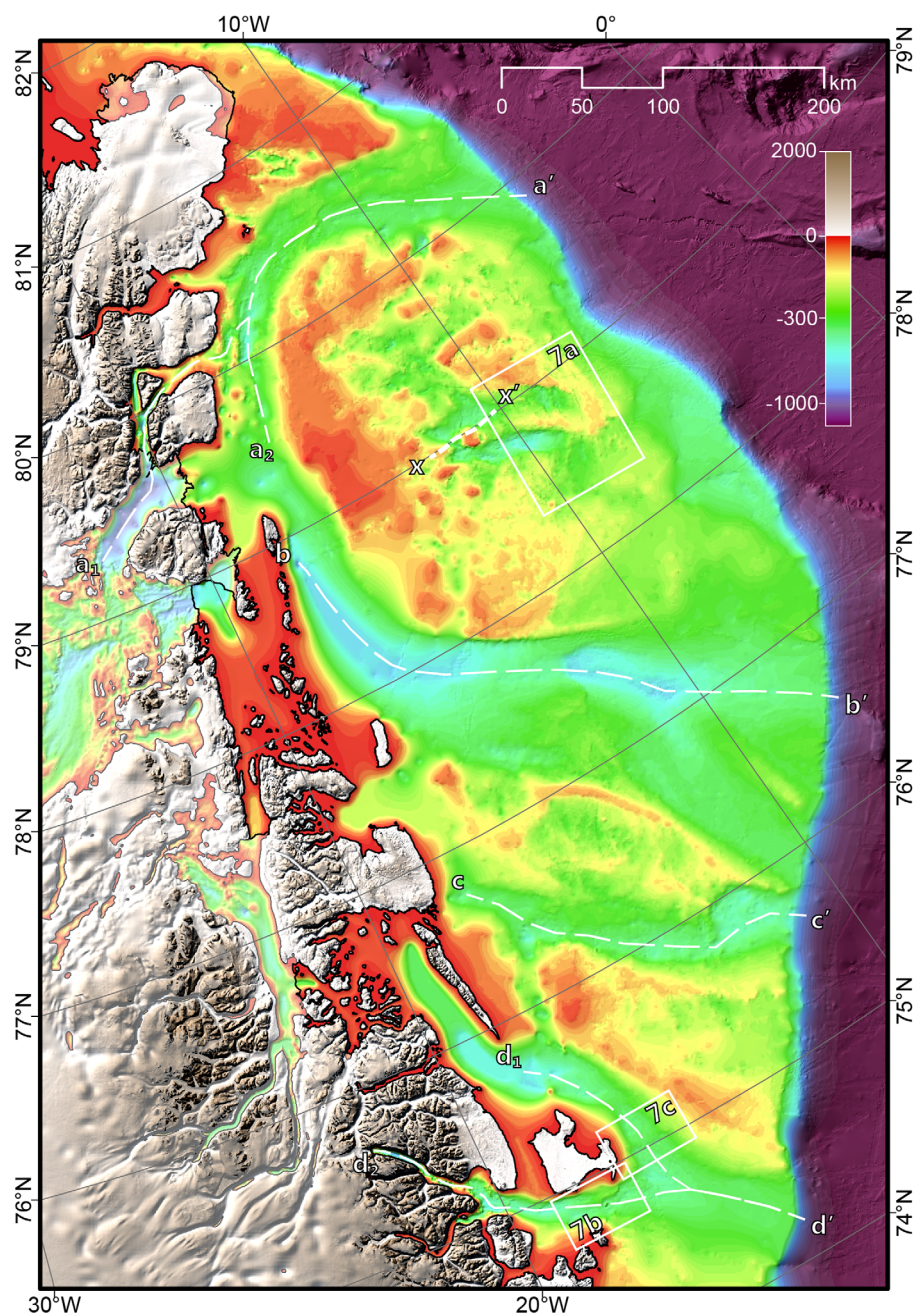 10°W 0°
82°N
79°N
0 50 100 200
km
2000
0
-300
-1000
a′
81°N
78°N
7a
x′
x
a₂
80°N
b
a₁
77°N
79°N
b′
76°N
78°N
c
c′
75°N
77°N
d₁
7c
d₂
76°N
74°N
7b
d′
30°W 20°W